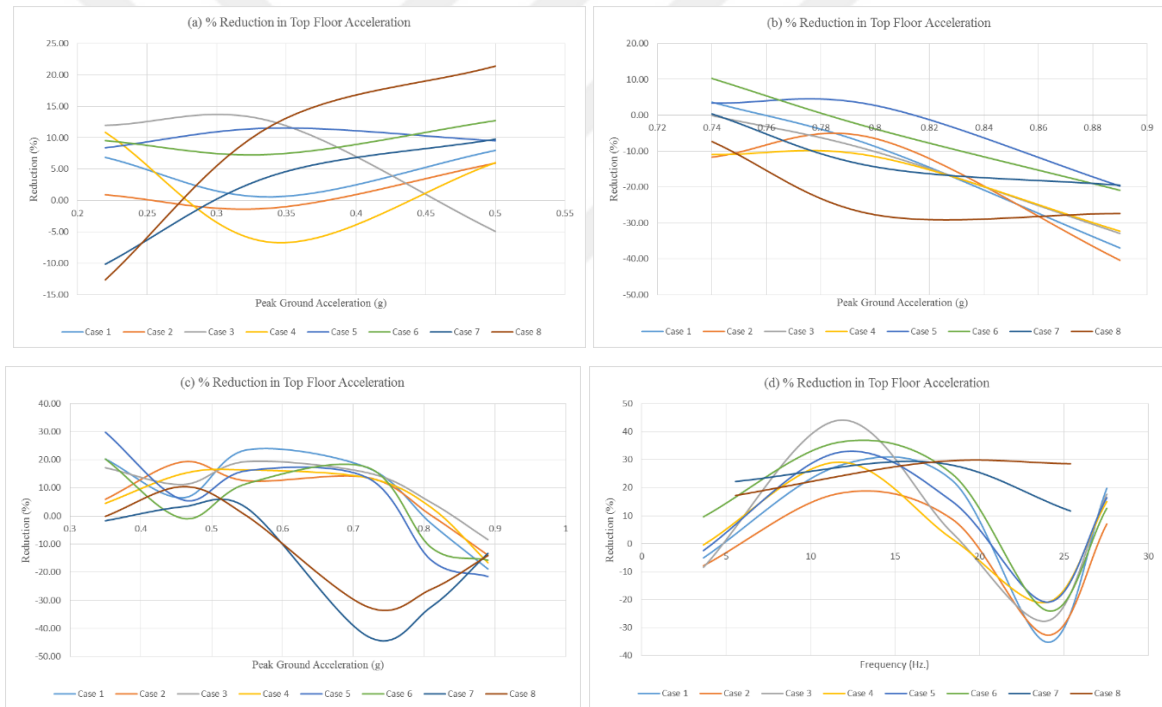 (a) % Reduction in Top Floor Acceleration
25.00
20.00
15.00
10.00
5.00
0.00
-5.00
-10.00
-15.00
Reduction (%)
0.2 0.25 0.3 0.35 0.4 0.45 0.5 0.55
Peak Ground Acceleration (g)
Case 1 Case 2 Case 3 Case 4 Case 5 Case 6 Case 7 Case 8
(b) % Reduction in Top Floor Acceleration
20.00
10.00
0.00
-10.00
-20.00
-30.00
-40.00
-50.00
Reduction (%)
0.72 0.74 0.76 0.78 0.8 0.82 0.84 0.86 0.88 0.9
Peak Ground Acceleration (g)
Case 1 Case 2 Case 3 Case 4 Case 5 Case 6 Case 7 Case 8
(c) % Reduction in Top Floor Acceleration
40.00
30.00
20.00
10.00
0.00
-10.00
-20.00
-30.00
-40.00
-50.00
Reduction (%)
0.3 0.4 0.5 0.6 0.7 0.8 0.9 1
Peak Ground Acceleration (g)
Case 1 Case 2 Case 3 Case 4 Case 5 Case 6 Case 7 Case 8
(d) % Reduction in Top Floor Acceleration
50
40
30
20
10
0
-10
-20
-30
-40
Reduction (%)
0 5 10 15 20 25 30
Frequency (Hz.)
Case 1 Case 2 Case 3 Case 4 Case 5 Case 6 Case 7 Case 8